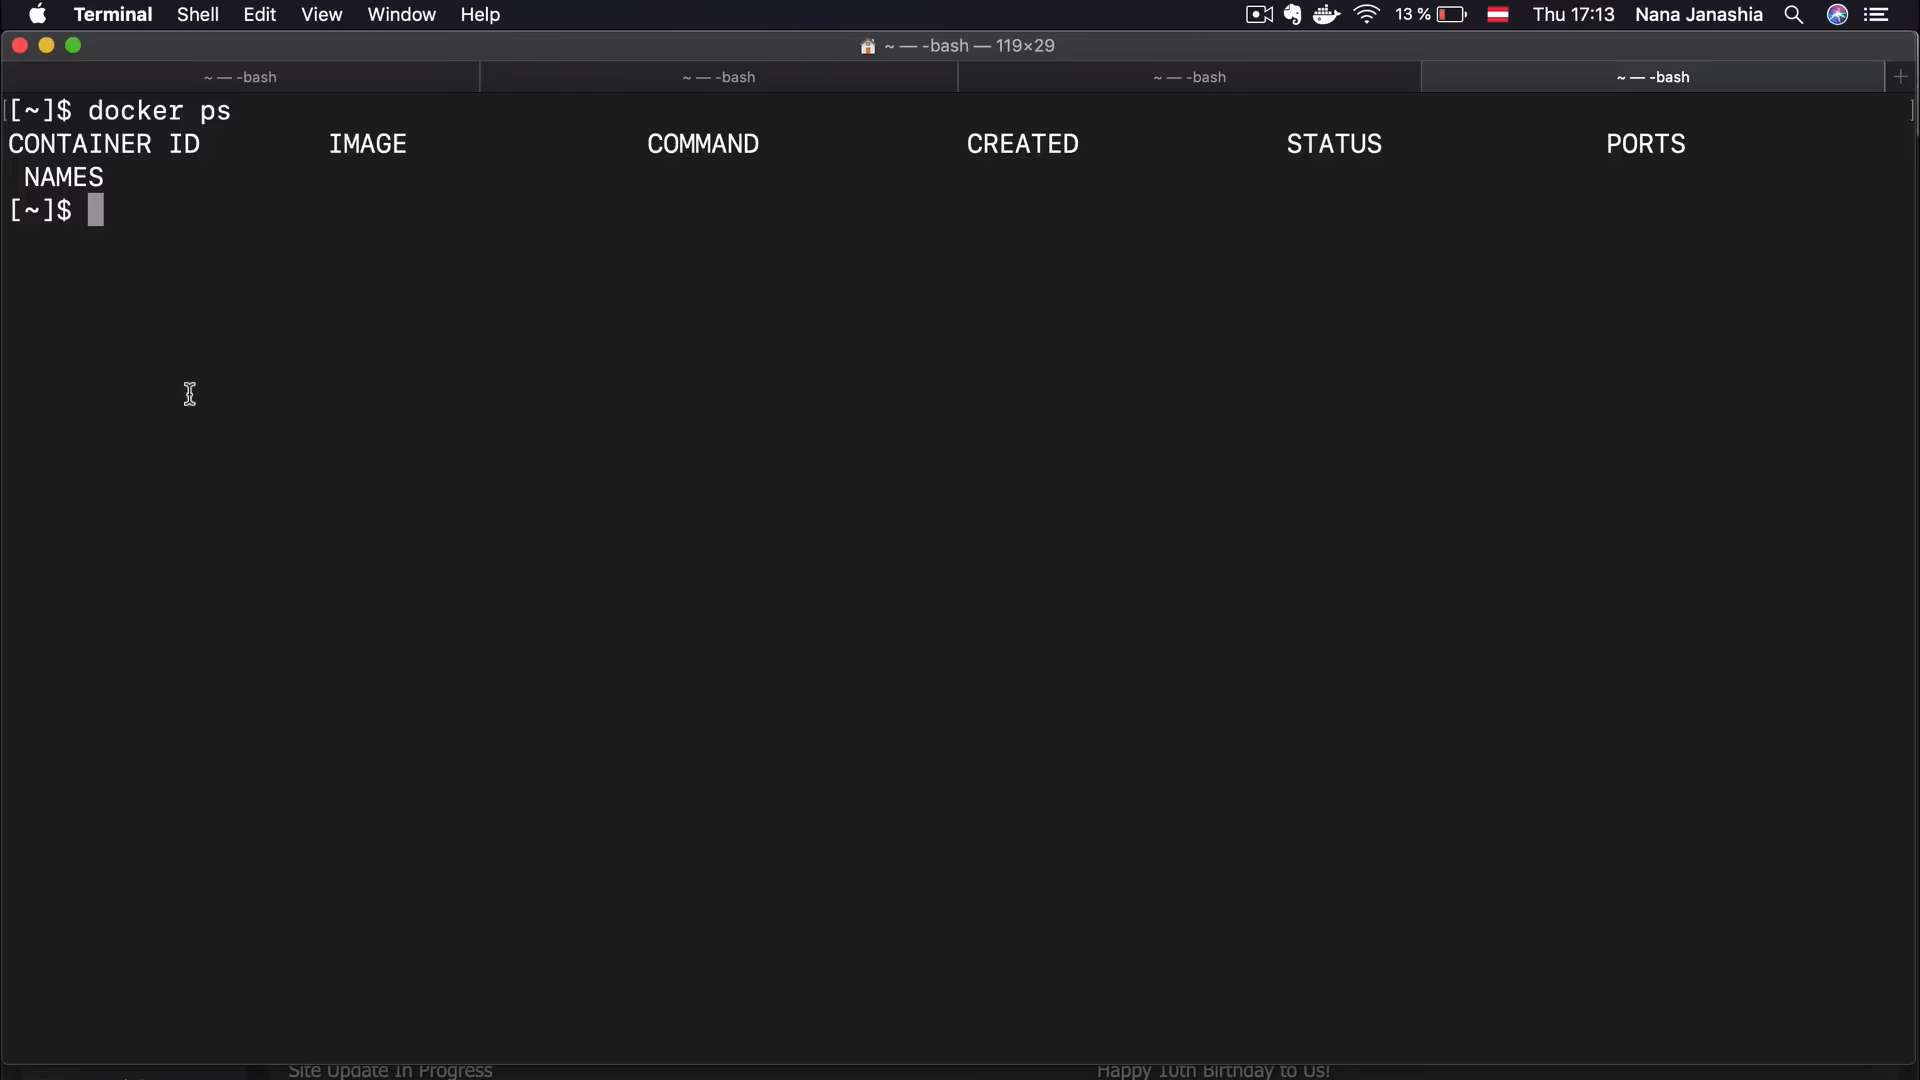 Terminal Shell Edit View Window Help 13 % Thu 17:13 Nana Janashia
~ — -bash — 119×29
~ — -bash ~ — -bash ~ — -bash ~ — -bash
[~]$ docker ps
CONTAINER ID IMAGE COMMAND CREATED STATUS PORTS
NAMES
[~]$
Site Update In Progress Happy 10th Birthday to Us!